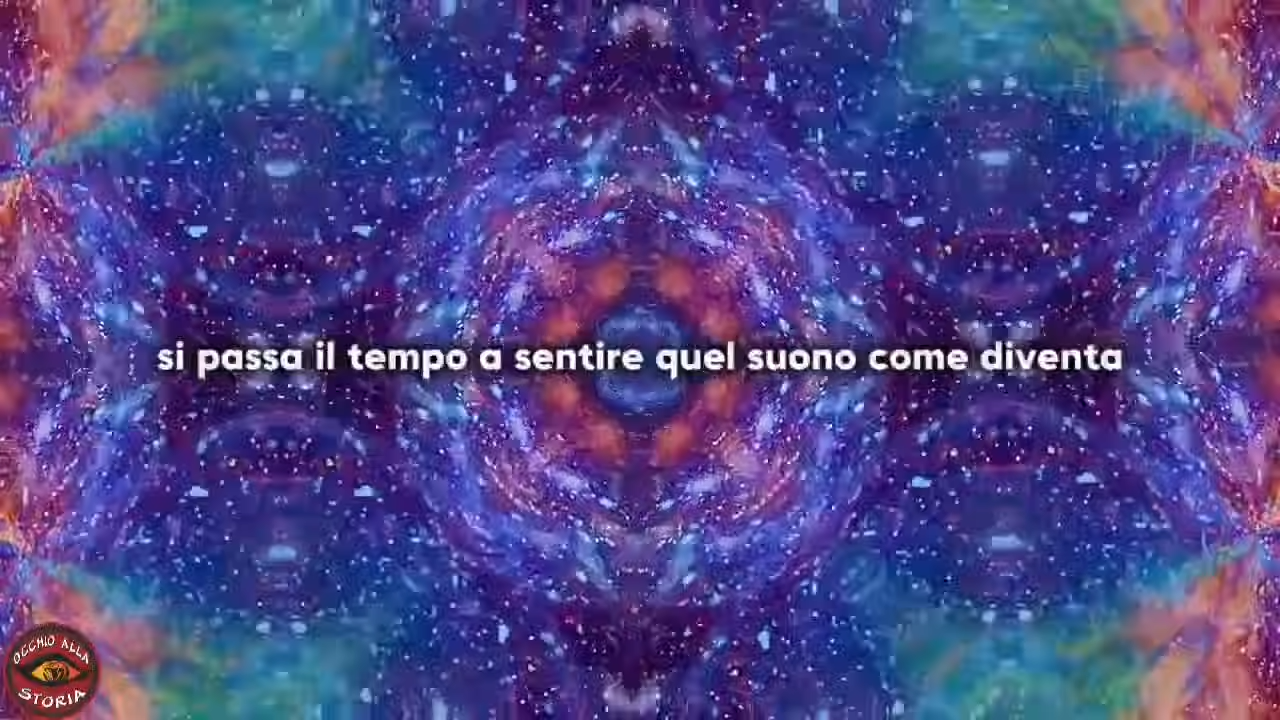 si passa il tempo a sentire quel suono come diventa
OCCHIO ALLA
STORIA